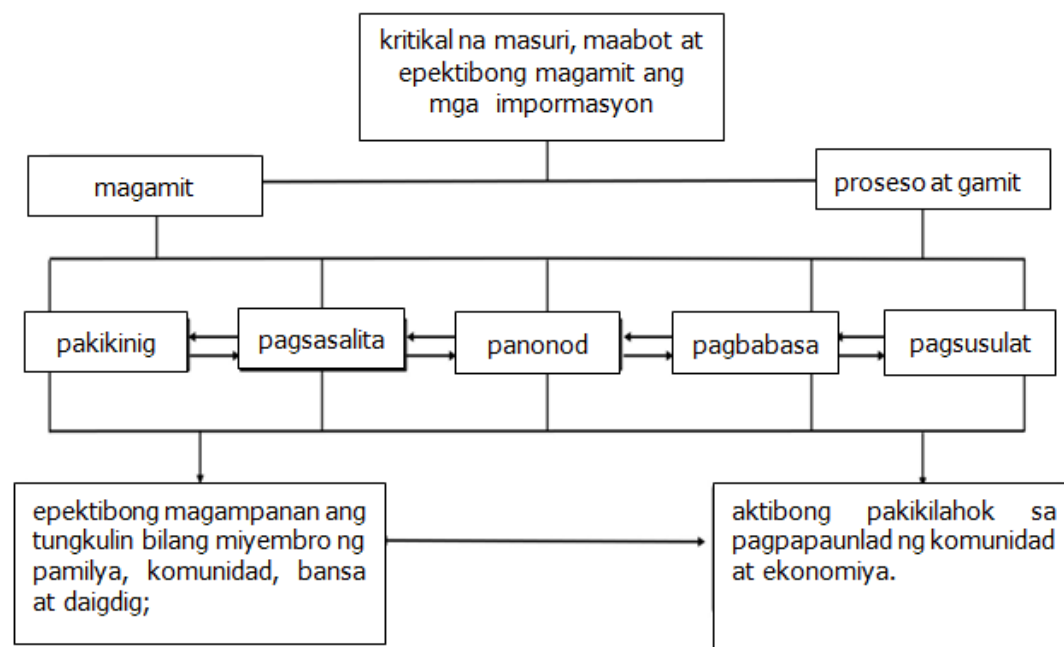 kritikal na masuri, maabot at
epektibong magamit ang
mga impormasyon
magamit
proseso at gamit
pakikinig
pagsasalita
panonod
pagbabasa
pagsusulat
epektibong magampanan ang
tungkulin bilang miyembro ng
pamilya, komunidad, bansa
at daigdig;
aktibong pakikilahok sa
pagpapaunlad ng komunidad
at ekonomiya.